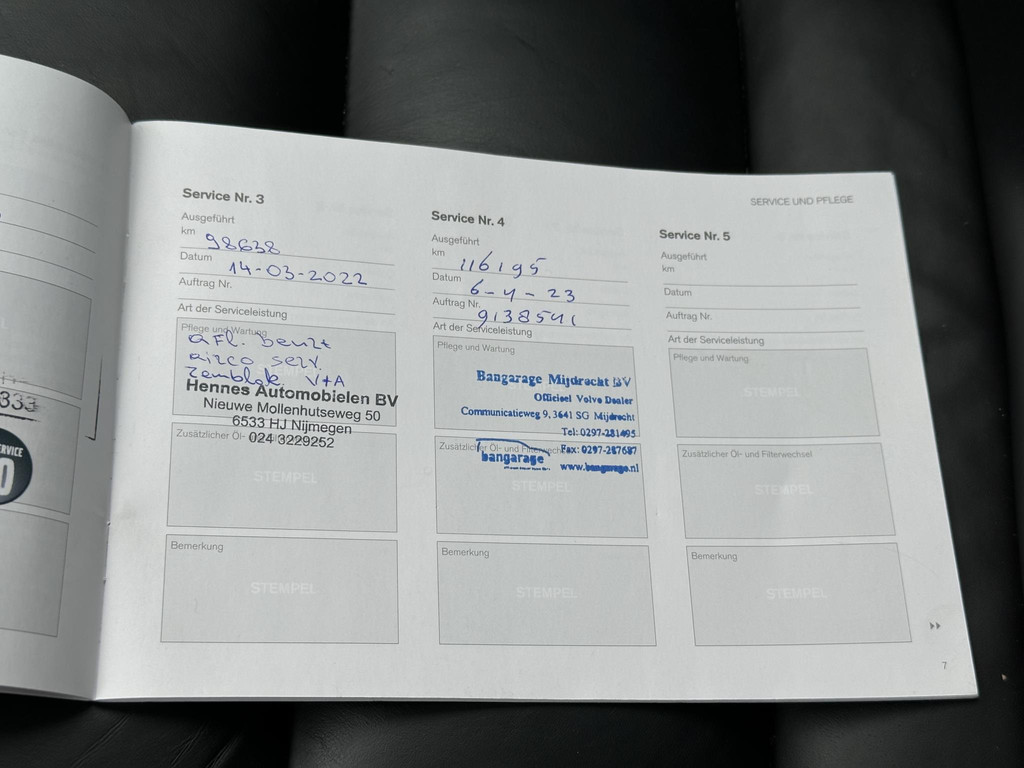 333
SERVICE
0
SERVICE UND PFLEGE
Service Nr. 3
Ausgeführt
km 98638
Datum 14-03-2022
Auftrag Nr.
Art der Serviceleistung
Pflege und Wartung
afl. beurt
airco serv.
Zemblok. V+A
Hennes Automobielen BV
Nieuwe Mollenhutseweg 50
6533 HJ Nijmegen
024 3229252
Zusätzlicher Öl-
STEMPEL
Bemerkung
STEMPEL
Service Nr. 4
Ausgeführt
km 116195
Datum 6-4-23
Auftrag Nr. 9138541
Art der Serviceleistung
Pflege und Wartung
Bangarage Mijdrecht BV
Officieel Volvo Dealer
Communicatieweg 9, 3641 SG Mijdrecht
Tel: 0297-281495
Fax: 0297-287687
Zusätzlicher Öl- und Filterwechsel
bangarage
www.bangarage.nl
STEMPEL
Bemerkung
STEMPEL
Service Nr. 5
Ausgeführt
km
Datum
Auftrag Nr.
Art der Serviceleistung
Pflege und Wartung
STEMPEL
Zusätzlicher Öl- und Filterwechsel
STEMPEL
Bemerkung
STEMPEL
7